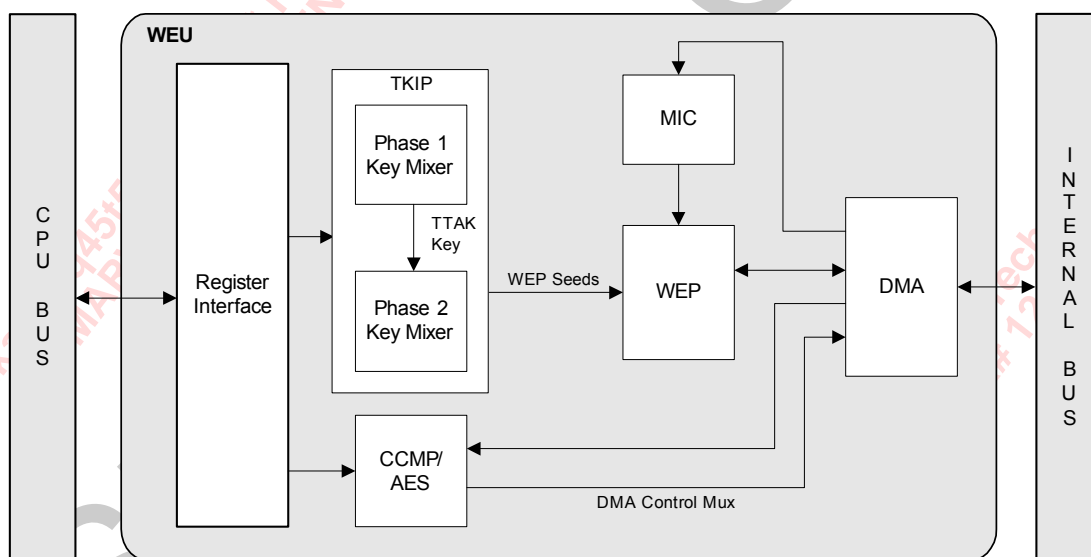 WEU
CPU BUS
Register
Interface
TKIP
Phase 1
Key Mixer
TTAK
Key
Phase 2
Key Mixer
WEP Seeds
MIC
WEP
DMA
CCMP/
AES
DMA Control Mux
INTERNAL BUS